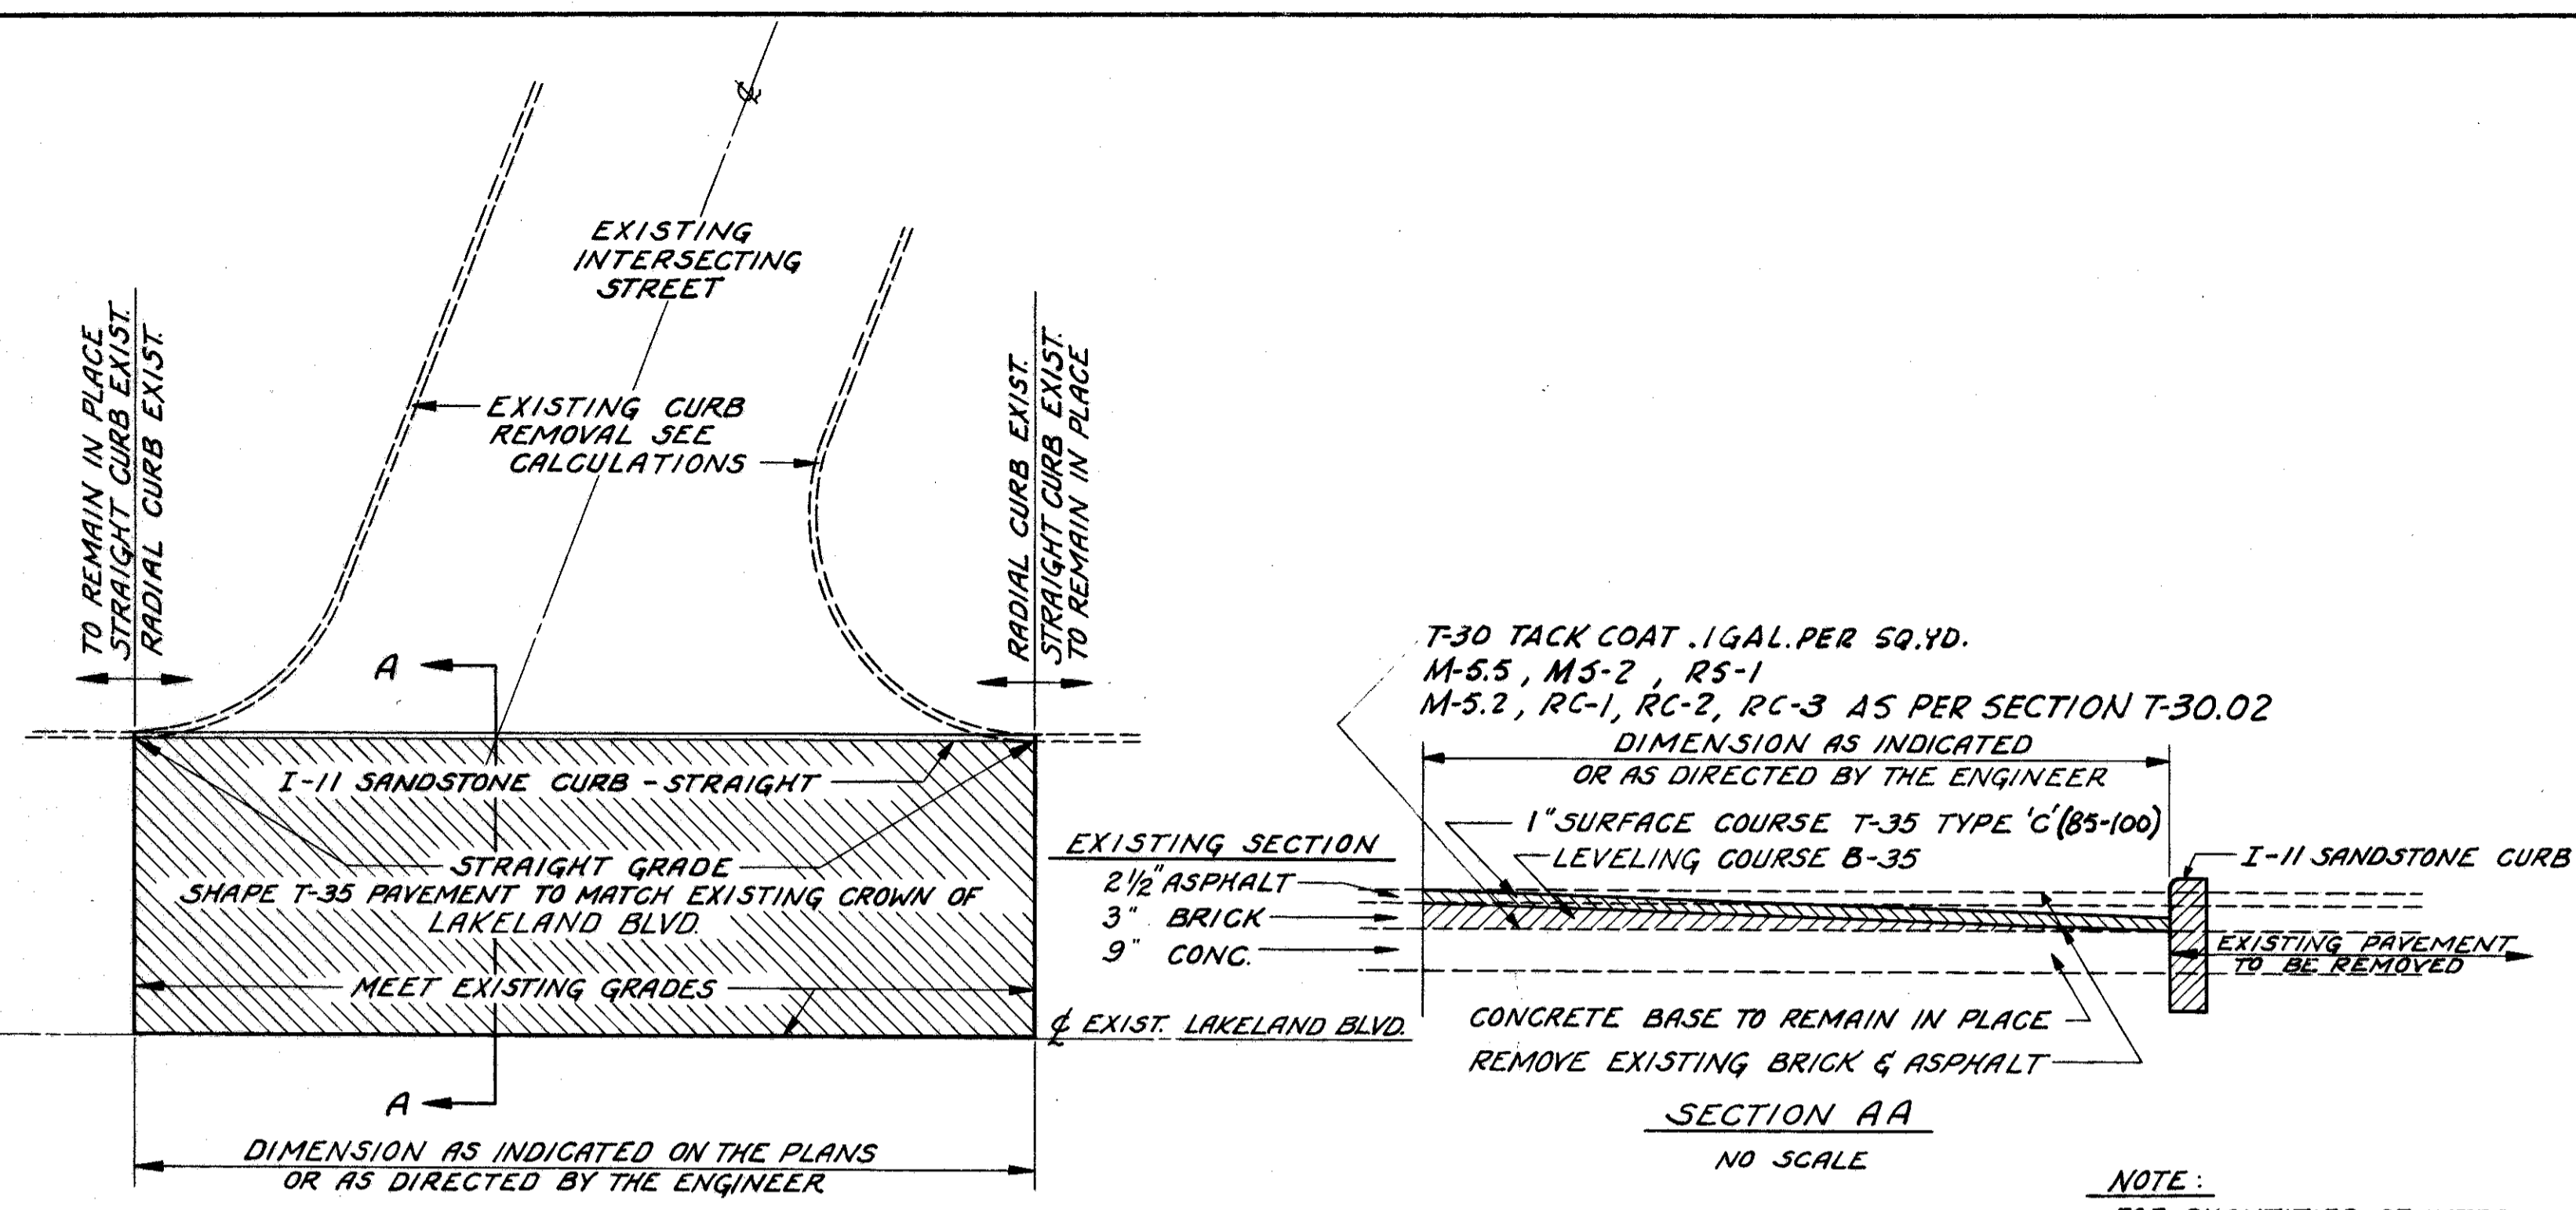 EXISTING
INTERSECTING
STREET
TO REMAIN IN PLACE
STRAIGHT CURB EXIST.
RADIAL CURB EXIST.
RADIAL CURB EXIST.
STRAIGHT CURB EXIST.
TO REMAIN IN PLACE
EXISTING CURB
REMOVAL SEE
CALCULATIONS
A
I-11 SANDSTONE CURB - STRAIGHT
STRAIGHT GRADE
SHAPE T-35 PAVEMENT TO MATCH EXISTING CROWN OF
LAKELAND BLVD.
MEET EXISTING GRADES
℄ EXIST. LAKELAND BLVD.
A
DIMENSION AS INDICATED ON THE PLANS
OR AS DIRECTED BY THE ENGINEER
T-30 TACK COAT .1 GAL. PER SQ. YD.
M-5.5, MS-2, RS-1
M-5.2, RC-1, RC-2, RC-3 AS PER SECTION T-30.02
DIMENSION AS INDICATED
OR AS DIRECTED BY THE ENGINEER
1" SURFACE COURSE T-35 TYPE 'C' (85-100)
LEVELING COURSE B-35
EXISTING SECTION
2 1/2" ASPHALT
3" BRICK
9" CONC.
I-11 SANDSTONE CURB
EXISTING PAVEMENT
TO BE REMOVED
CONCRETE BASE TO REMAIN IN PLACE
REMOVE EXISTING BRICK & ASPHALT
SECTION AA
NO SCALE
NOTE: